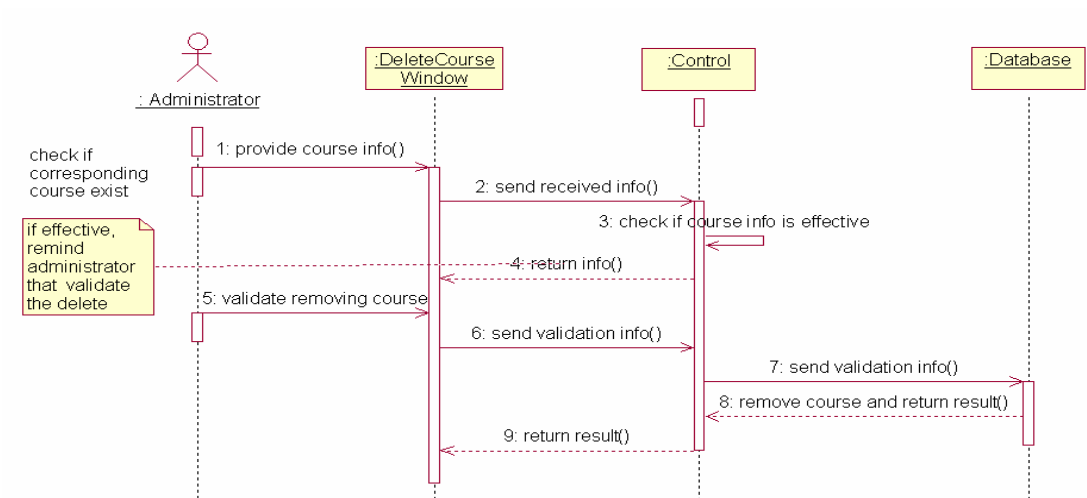 :DeleteCourse
Window
:Control
:Database
: Administrator
1: provide course info()
check if
corresponding
course exist
2: send received info()
3: check if course info is effective
if effective,
remind
administrator
that validate
the delete
4: return info()
5: validate removing course
6: send validation info()
7: send validation info()
8: remove course and return result()
9: return result()